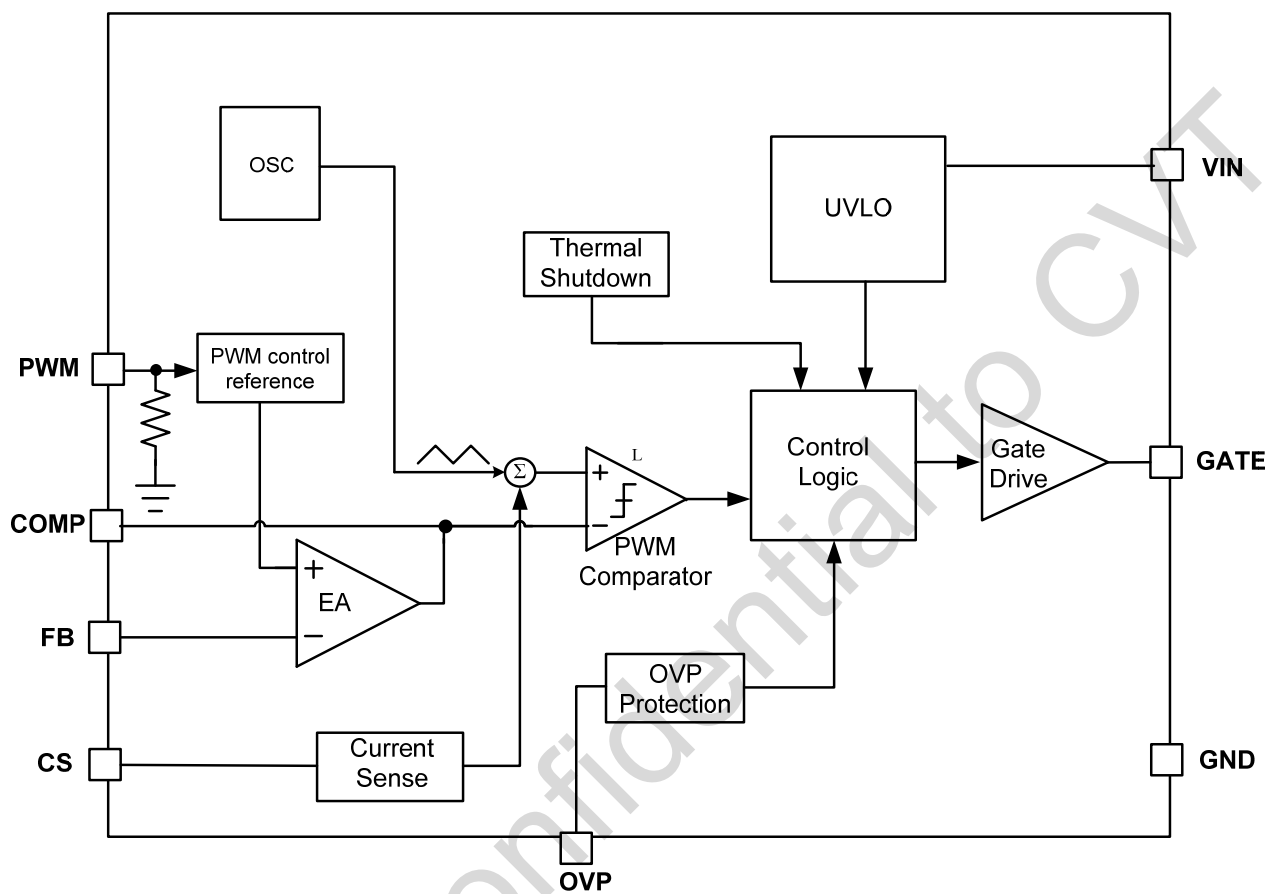 OSC
UVLO
VIN
Thermal
Shutdown
PWM
PWM control
reference
L
Σ
+
−
PWM
Comparator
Control
Logic
Gate
Drive
GATE
COMP
+
EA
−
FB
OVP
Protection
CS
Current
Sense
GND
OVP
onfidential to CVT